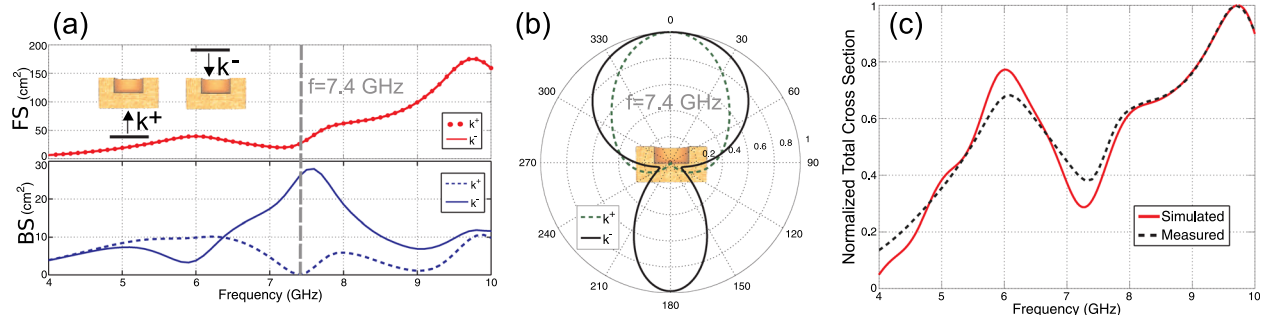 (a)
200
150
100
50
0
FS (cm²)
k⁺
k⁻
f=7.4 GHz
k⁺
k⁻
30
20
10
0
BS (cm²)
k⁺
k⁻
4 5 6 7 8 9 10
Frequency (GHz)
(b)
0
30
60
90
120
150
180
210
240
270
300
330
f=7.4 GHz
0.2 0.4 0.6 0.8 1
k⁺
k⁻
(c)
Normalized Total Cross Section
1
0.8
0.6
0.4
0.2
0
Simulated
Measured
4 5 6 7 8 9 10
Frequency (GHz)